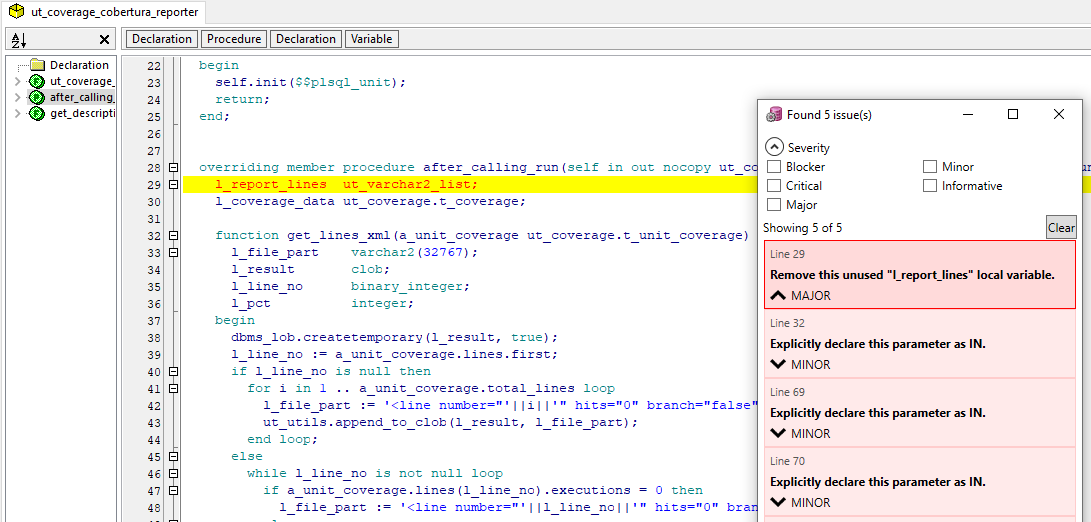 ut_coverage_cobertura_reporter
Declaration Procedure Declaration Variable
Declaration
ut_coverage_
after_calling_
get_descripti
22 begin
23 self.init($$plsql_unit);
24 return;
25 end;
26
27
28 overriding member procedure after_calling_run(self in out nocopy ut_co
29 l_report_lines ut_varchar2_list;
30 l_coverage_data ut_coverage.t_coverage;
31
32 function get_lines_xml(a_unit_coverage ut_coverage.t_unit_coverage)
33 l_file_part varchar2(32767);
34 l_result clob;
35 l_line_no binary_integer;
36 l_pct integer;
37 begin
38 dbms_lob.createtemporary(l_result, true);
39 l_line_no := a_unit_coverage.lines.first;
40 if l_line_no is null then
41 for i in 1 .. a_unit_coverage.total_lines loop
42 l_file_part := '<line number="'||i||'" hits="0" branch="false"
43 ut_utils.append_to_clob(l_result, l_file_part);
44 end loop;
45 else
46 while l_line_no is not null loop
47 if a_unit_coverage.lines(l_line_no).executions = 0 then
48 l_file_part := '<line number="'||l_line_no||'" hits="0" bran
Found 5 issue(s)
Severity
Blocker Minor
Critical Informative
Major
Showing 5 of 5 Clear
Line 29
Remove this unused "l_report_lines" local variable.
MAJOR
Line 32
Explicitly declare this parameter as IN.
MINOR
Line 69
Explicitly declare this parameter as IN.
MINOR
Line 70
Explicitly declare this parameter as IN.
MINOR